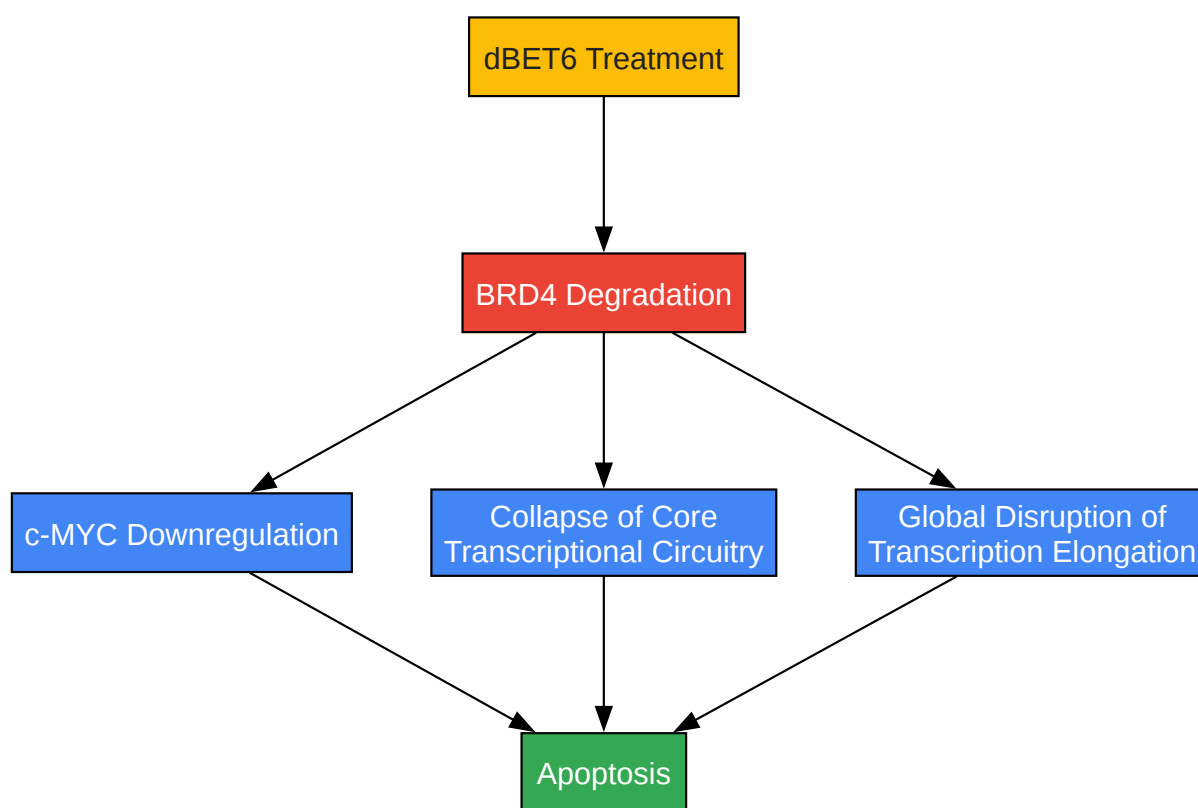 dBET6 Treatment
BRD4 Degradation
c-MYC Downregulation
Collapse of Core
Transcriptional Circuitry
Global Disruption of
Transcription Elongation
Apoptosis